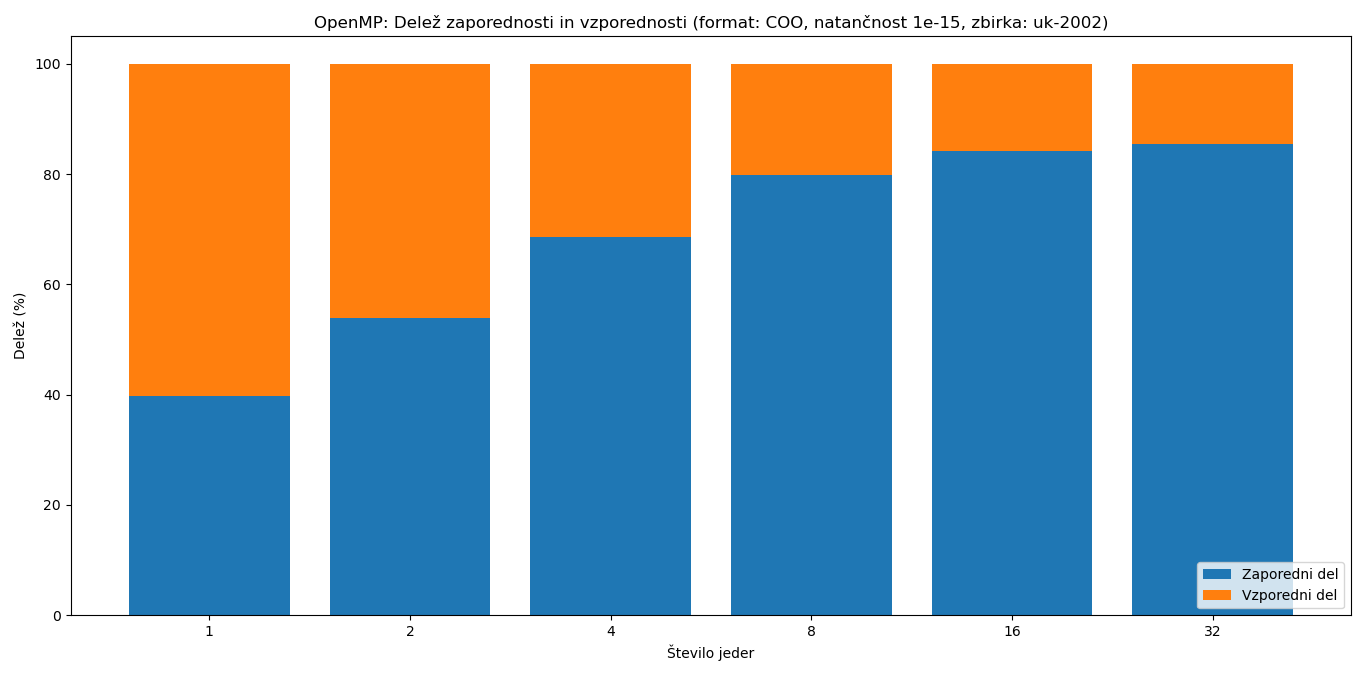 OpenMP: Delež zaporednosti in vzporednosti (format: COO, natančnost 1e-15, zbirka: uk-2002)
100
80
60
40
20
0
Delež (%)
1 2 4 8 16 32
Število jeder
Zaporedni del
Vzporedni del